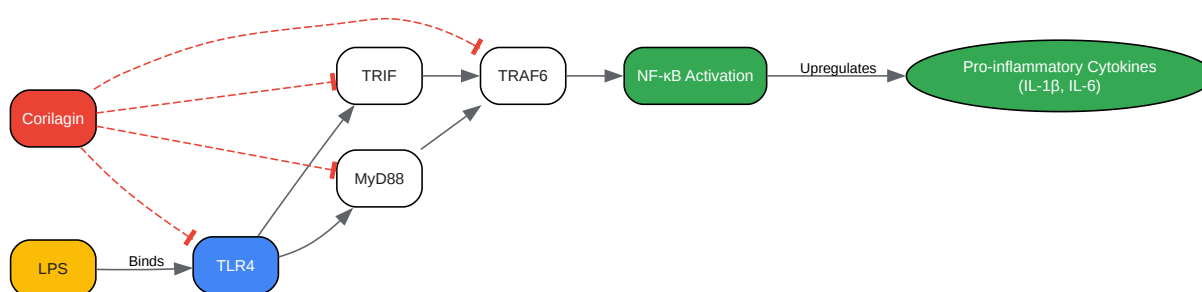 Corilagin
LPS
Binds
TLR4
TRIF
MyD88
TRAF6
NF-κB Activation
Upregulates
Pro-inflammatory Cytokines
(IL-1β, IL-6)